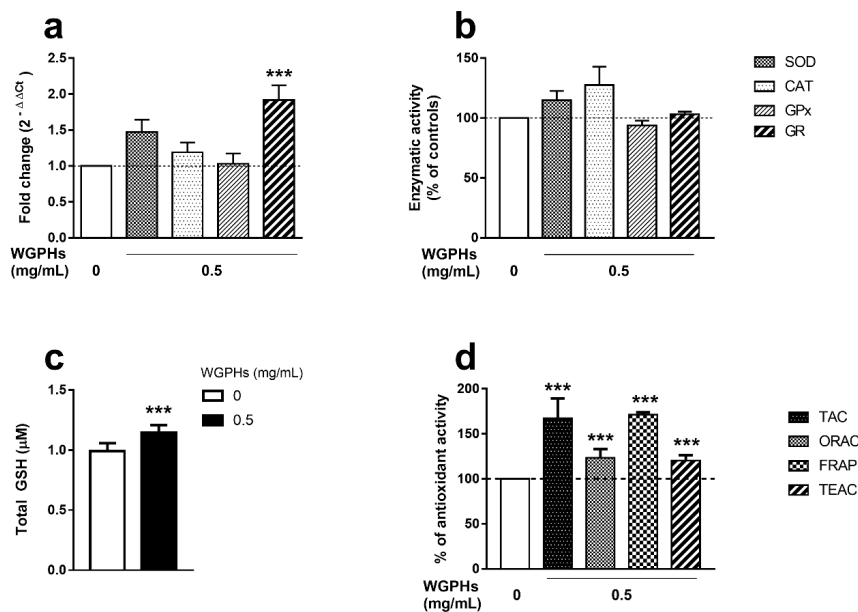 a
Fold change (2 - ΔΔCt)
2.5
2.0
1.5
1.0
0.5
0.0
***
WGPHs
(mg/mL)
0
0.5
b
Enzymatic activity
(% of controls)
150
100
50
0
SOD
CAT
GPx
GR
WGPHs
(mg/mL)
0
0.5
c
Total GSH (μM)
1.5
1.0
0.5
0.0
***
WGPHs (mg/mL)
0
0.5
d
% of antioxidant activity
200
150
100
50
0
***
***
***
***
TAC
ORAC
FRAP
TEAC
WGPHs
(mg/mL)
0
0.5